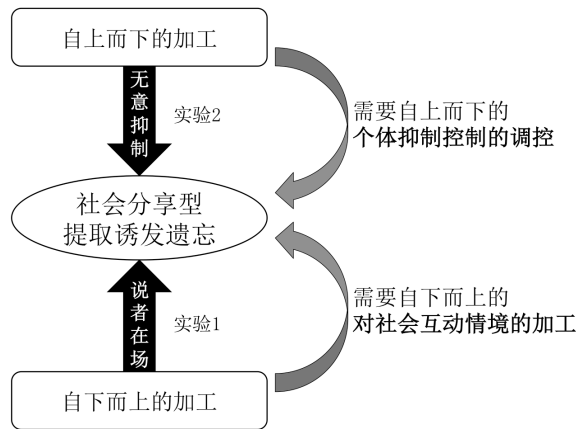 自上而下的加工
无意抑制
实验2
需要自上而下的
个体抑制控制的调控
社会分享型
提取诱发遗忘
说者在场
实验1
需要自下而上的
对社会互动情境的加工
自下而上的加工